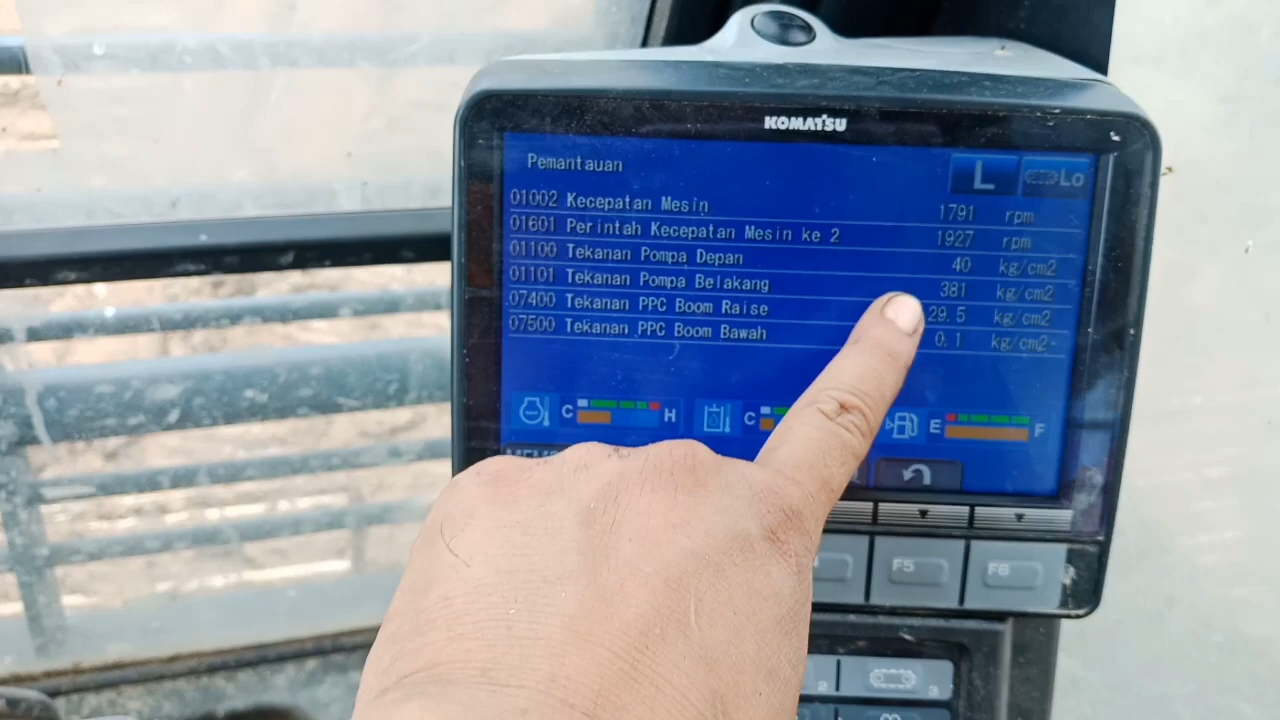 KOMATSU
Pemantauan
L
Lo
01002 Kecepatan Mesin 1791 rpm
01601 Perintah Kecepatan Mesin ke 2 1927 rpm
01100 Tekanan Pompa Depan 40 kg/cm2
01101 Tekanan Pompa Belakang 381 kg/cm2
07400 Tekanan PPC Boom Raise 29.5 kg/cm2
07500 Tekanan PPC Boom Bawah 0.1 kg/cm2
C H C E F
F5 F6
2 3